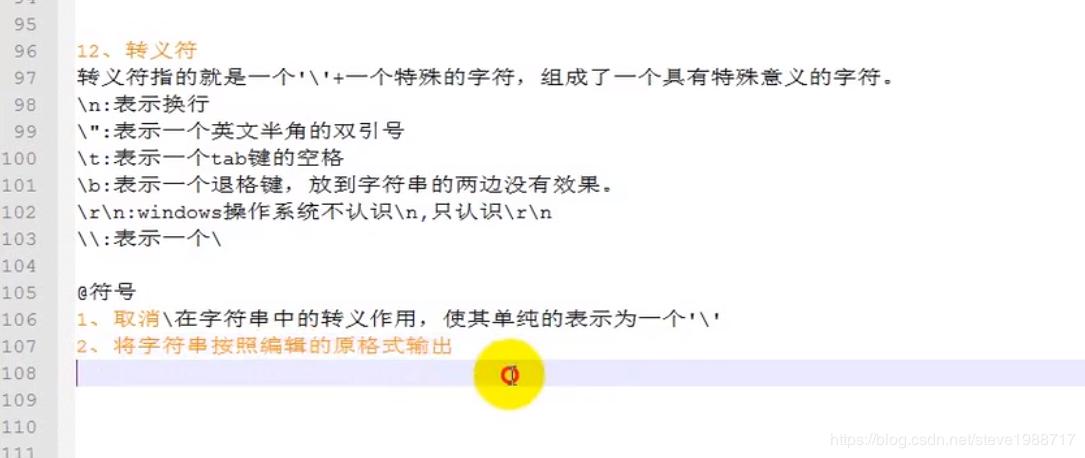 95
96 12、转义符
97 转义符指的就是一个'\'+一个特殊的字符，组成了一个具有特殊意义的字符。
98 \n:表示换行
99 \":表示一个英文半角的双引号
100 \t:表示一个tab键的空格
101 \b:表示一个退格键，放到字符串的两边没有效果。
102 \r\n:windows操作系统不认识\n,只认识\r\n
103 \\:表示一个\
104
105 @符号
106 1、取消\在字符串中的转义作用，使其单纯的表示为一个'\'
107 2、将字符串按照编辑的原格式输出
108
109
110
111
https://blog.csdn.net/steve1988717